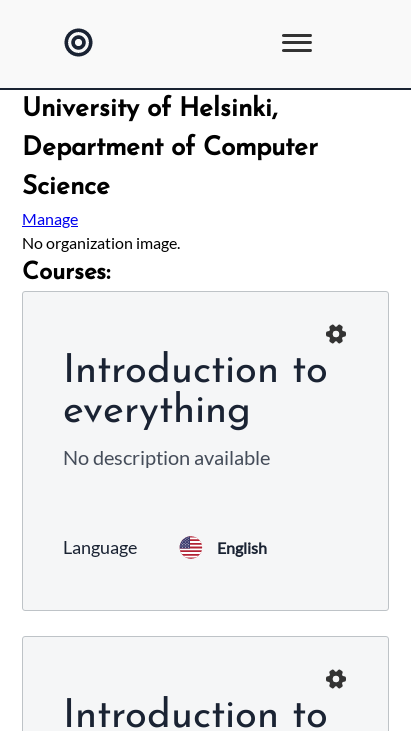 University of Helsinki,
Department of Computer
Science
Manage
No organization image.
Courses:
Introduction to
everything
No description available
Language
English
Introduction to